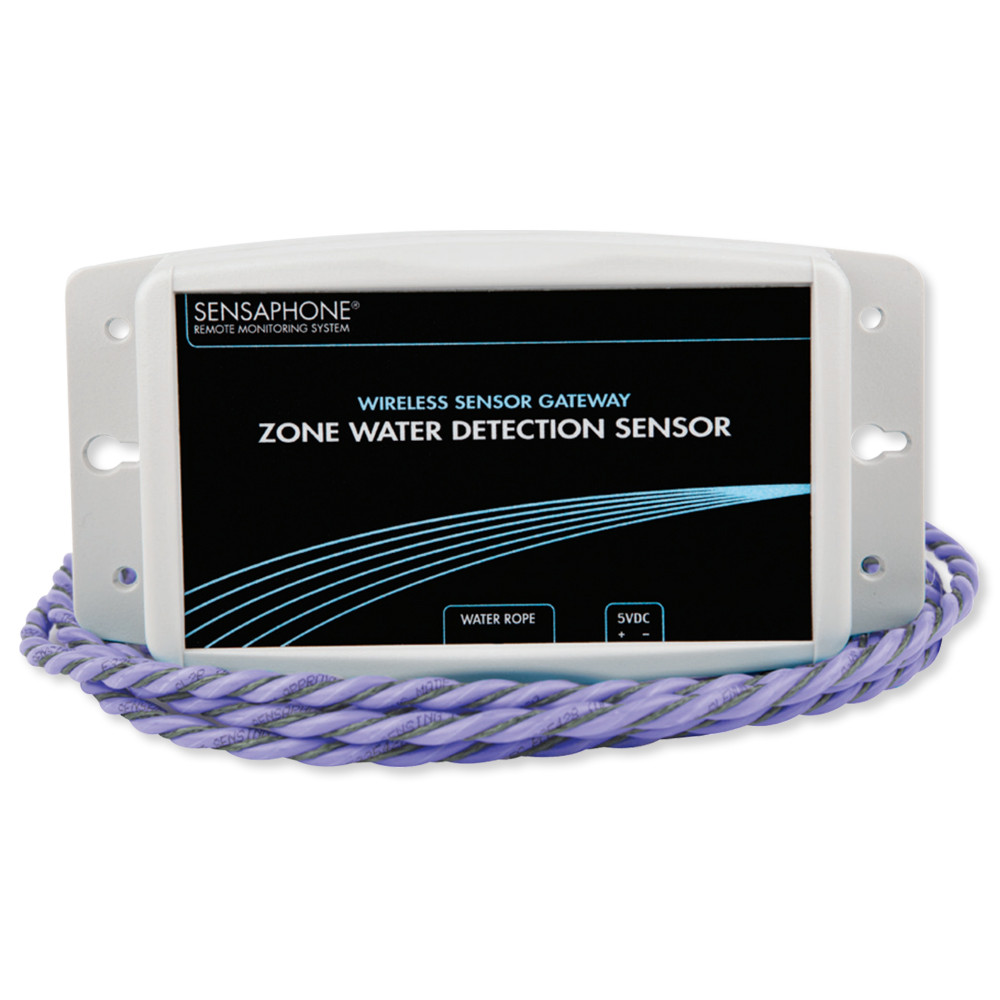 SENSAPHONE®
REMOTE MONITORING SYSTEM
WIRELESS SENSOR GATEWAY
ZONE WATER DETECTION SENSOR
WATER ROPE
5VDC
+ −